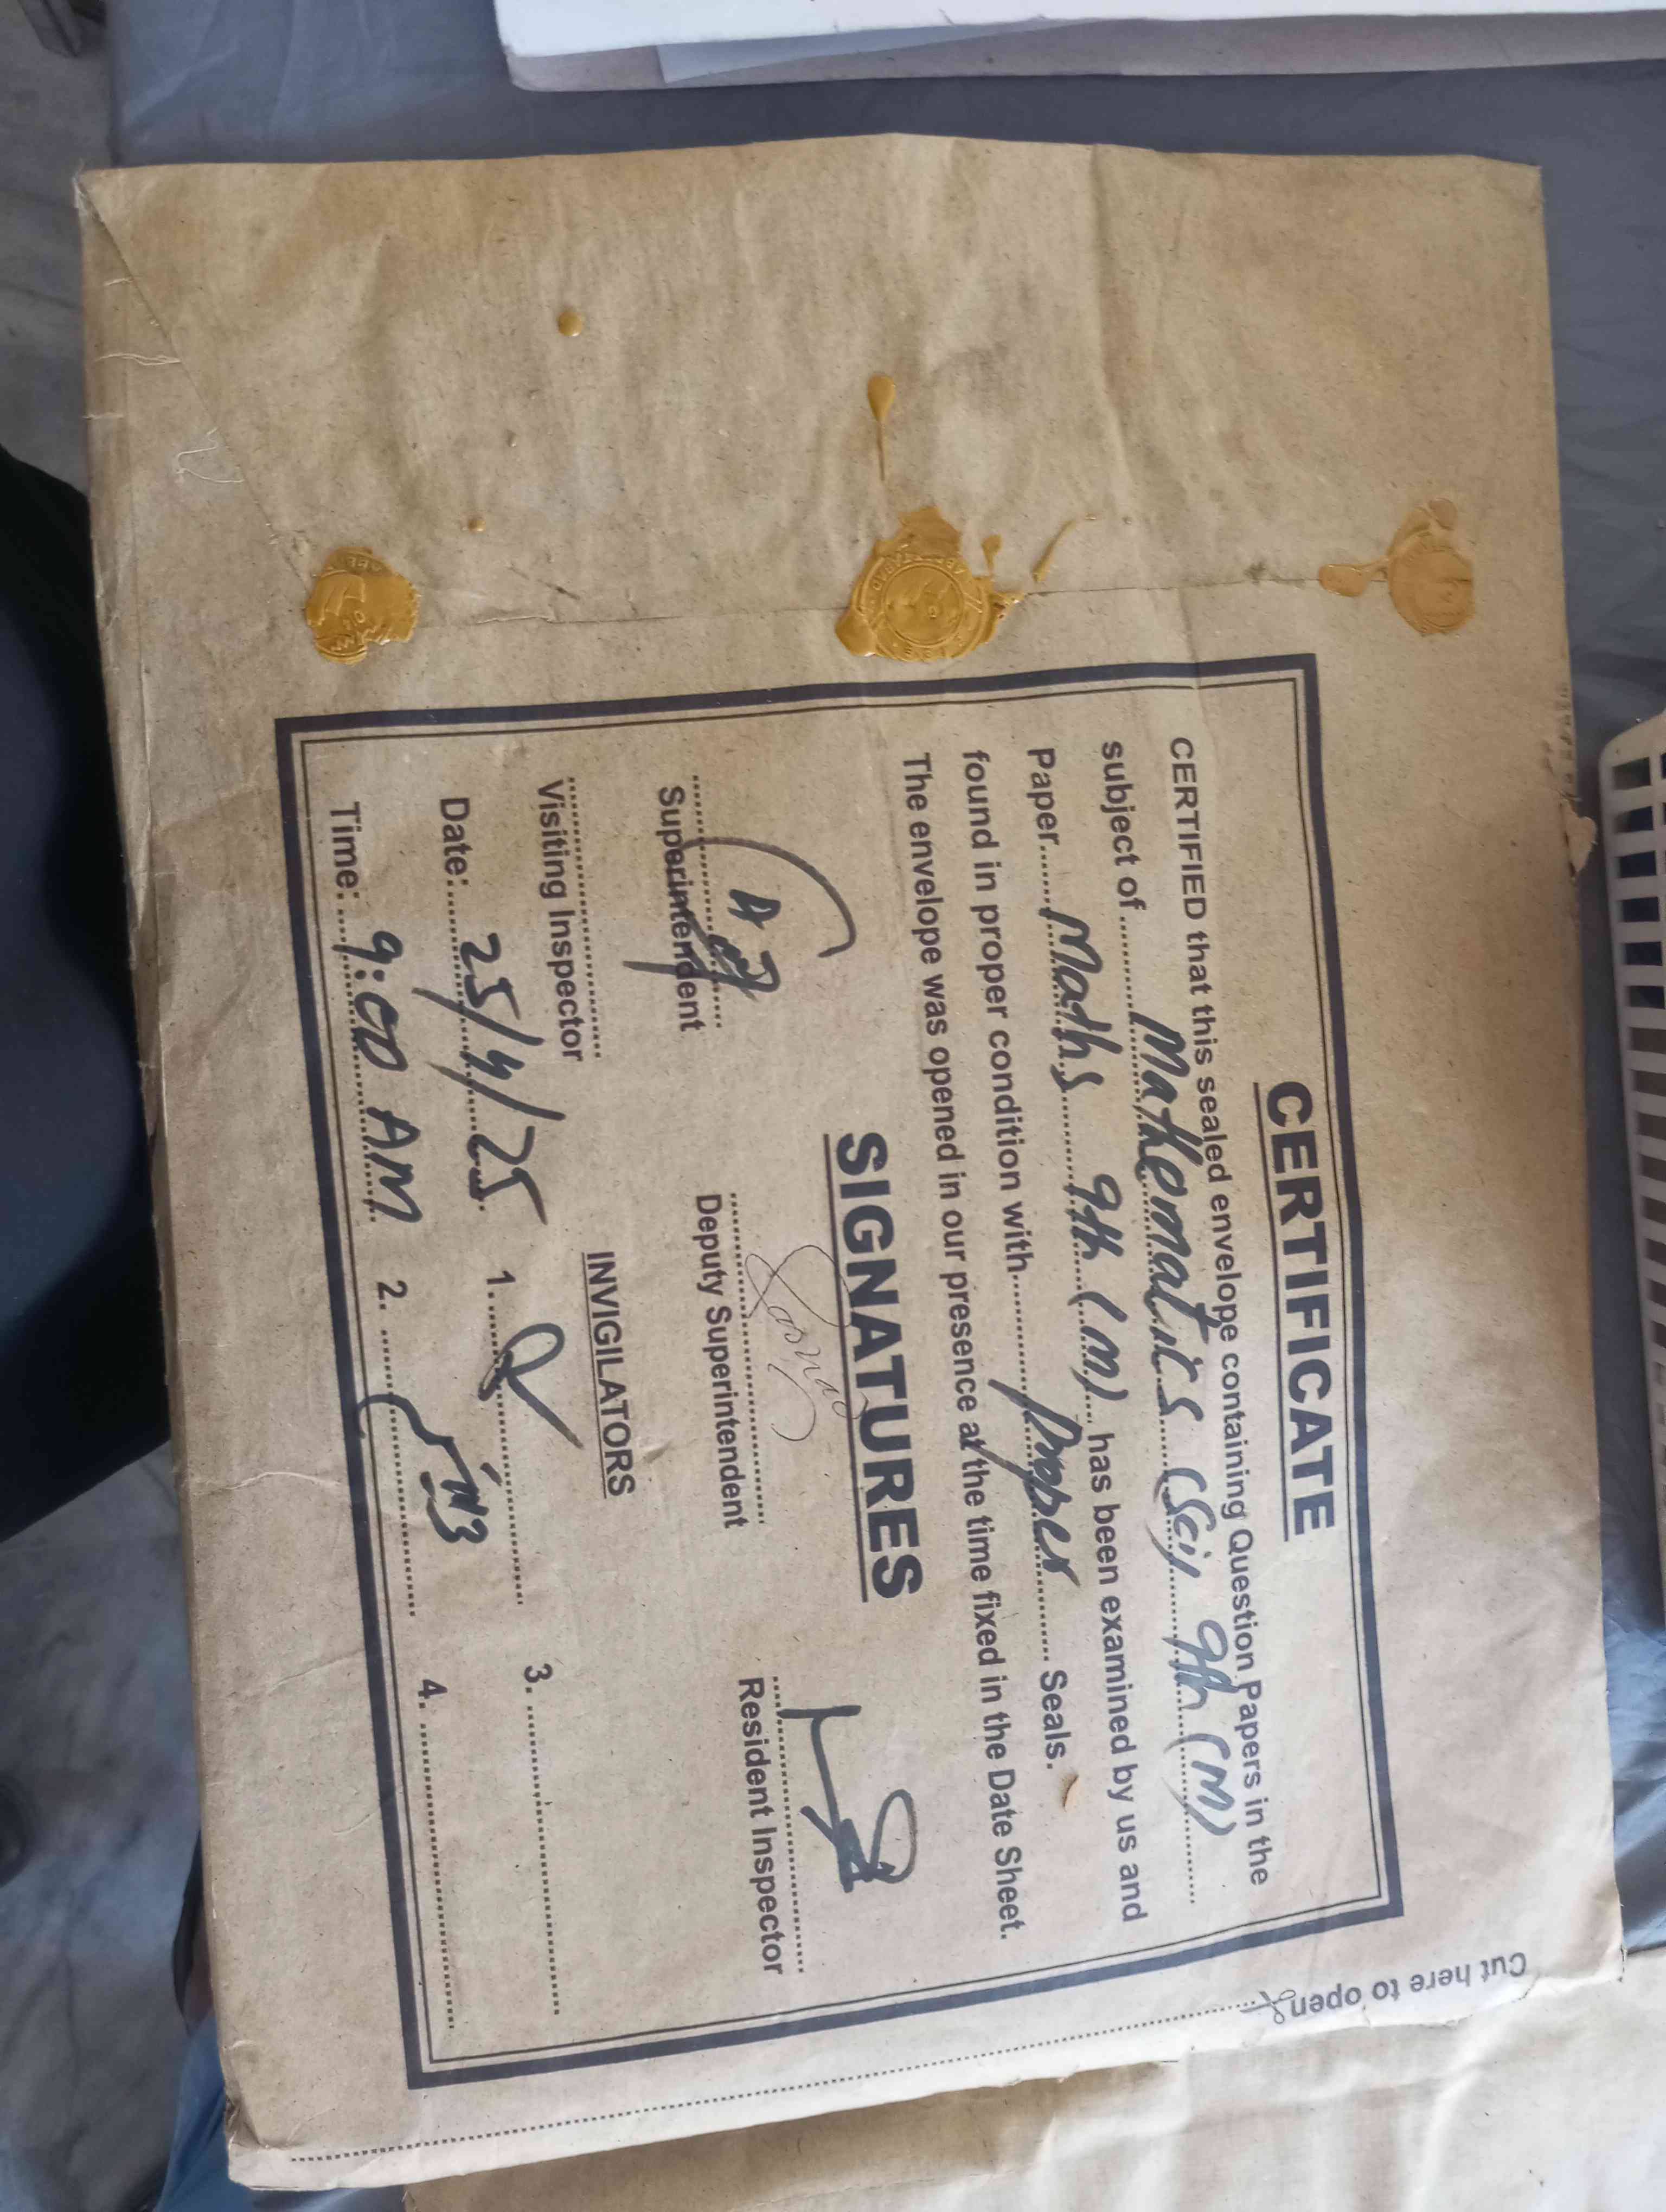 CERTIFICATE
CERTIFIED that this sealed envelope containing Question Papers in the
subject of Mathematics (Sci) 9th (M)
Paper Maths 9th (M) has been examined by us and
found in proper condition with proper Seals.
The envelope was opened in our presence at the time fixed in the Date Sheet.
SIGNATURES
Superintendent
Deputy Superintendent
Resident Inspector
Visiting Inspector
INVIGILATORS
Date: 25/4/25
1.
3.
Time: 9:00 AM
2.
4.
Cut here to open